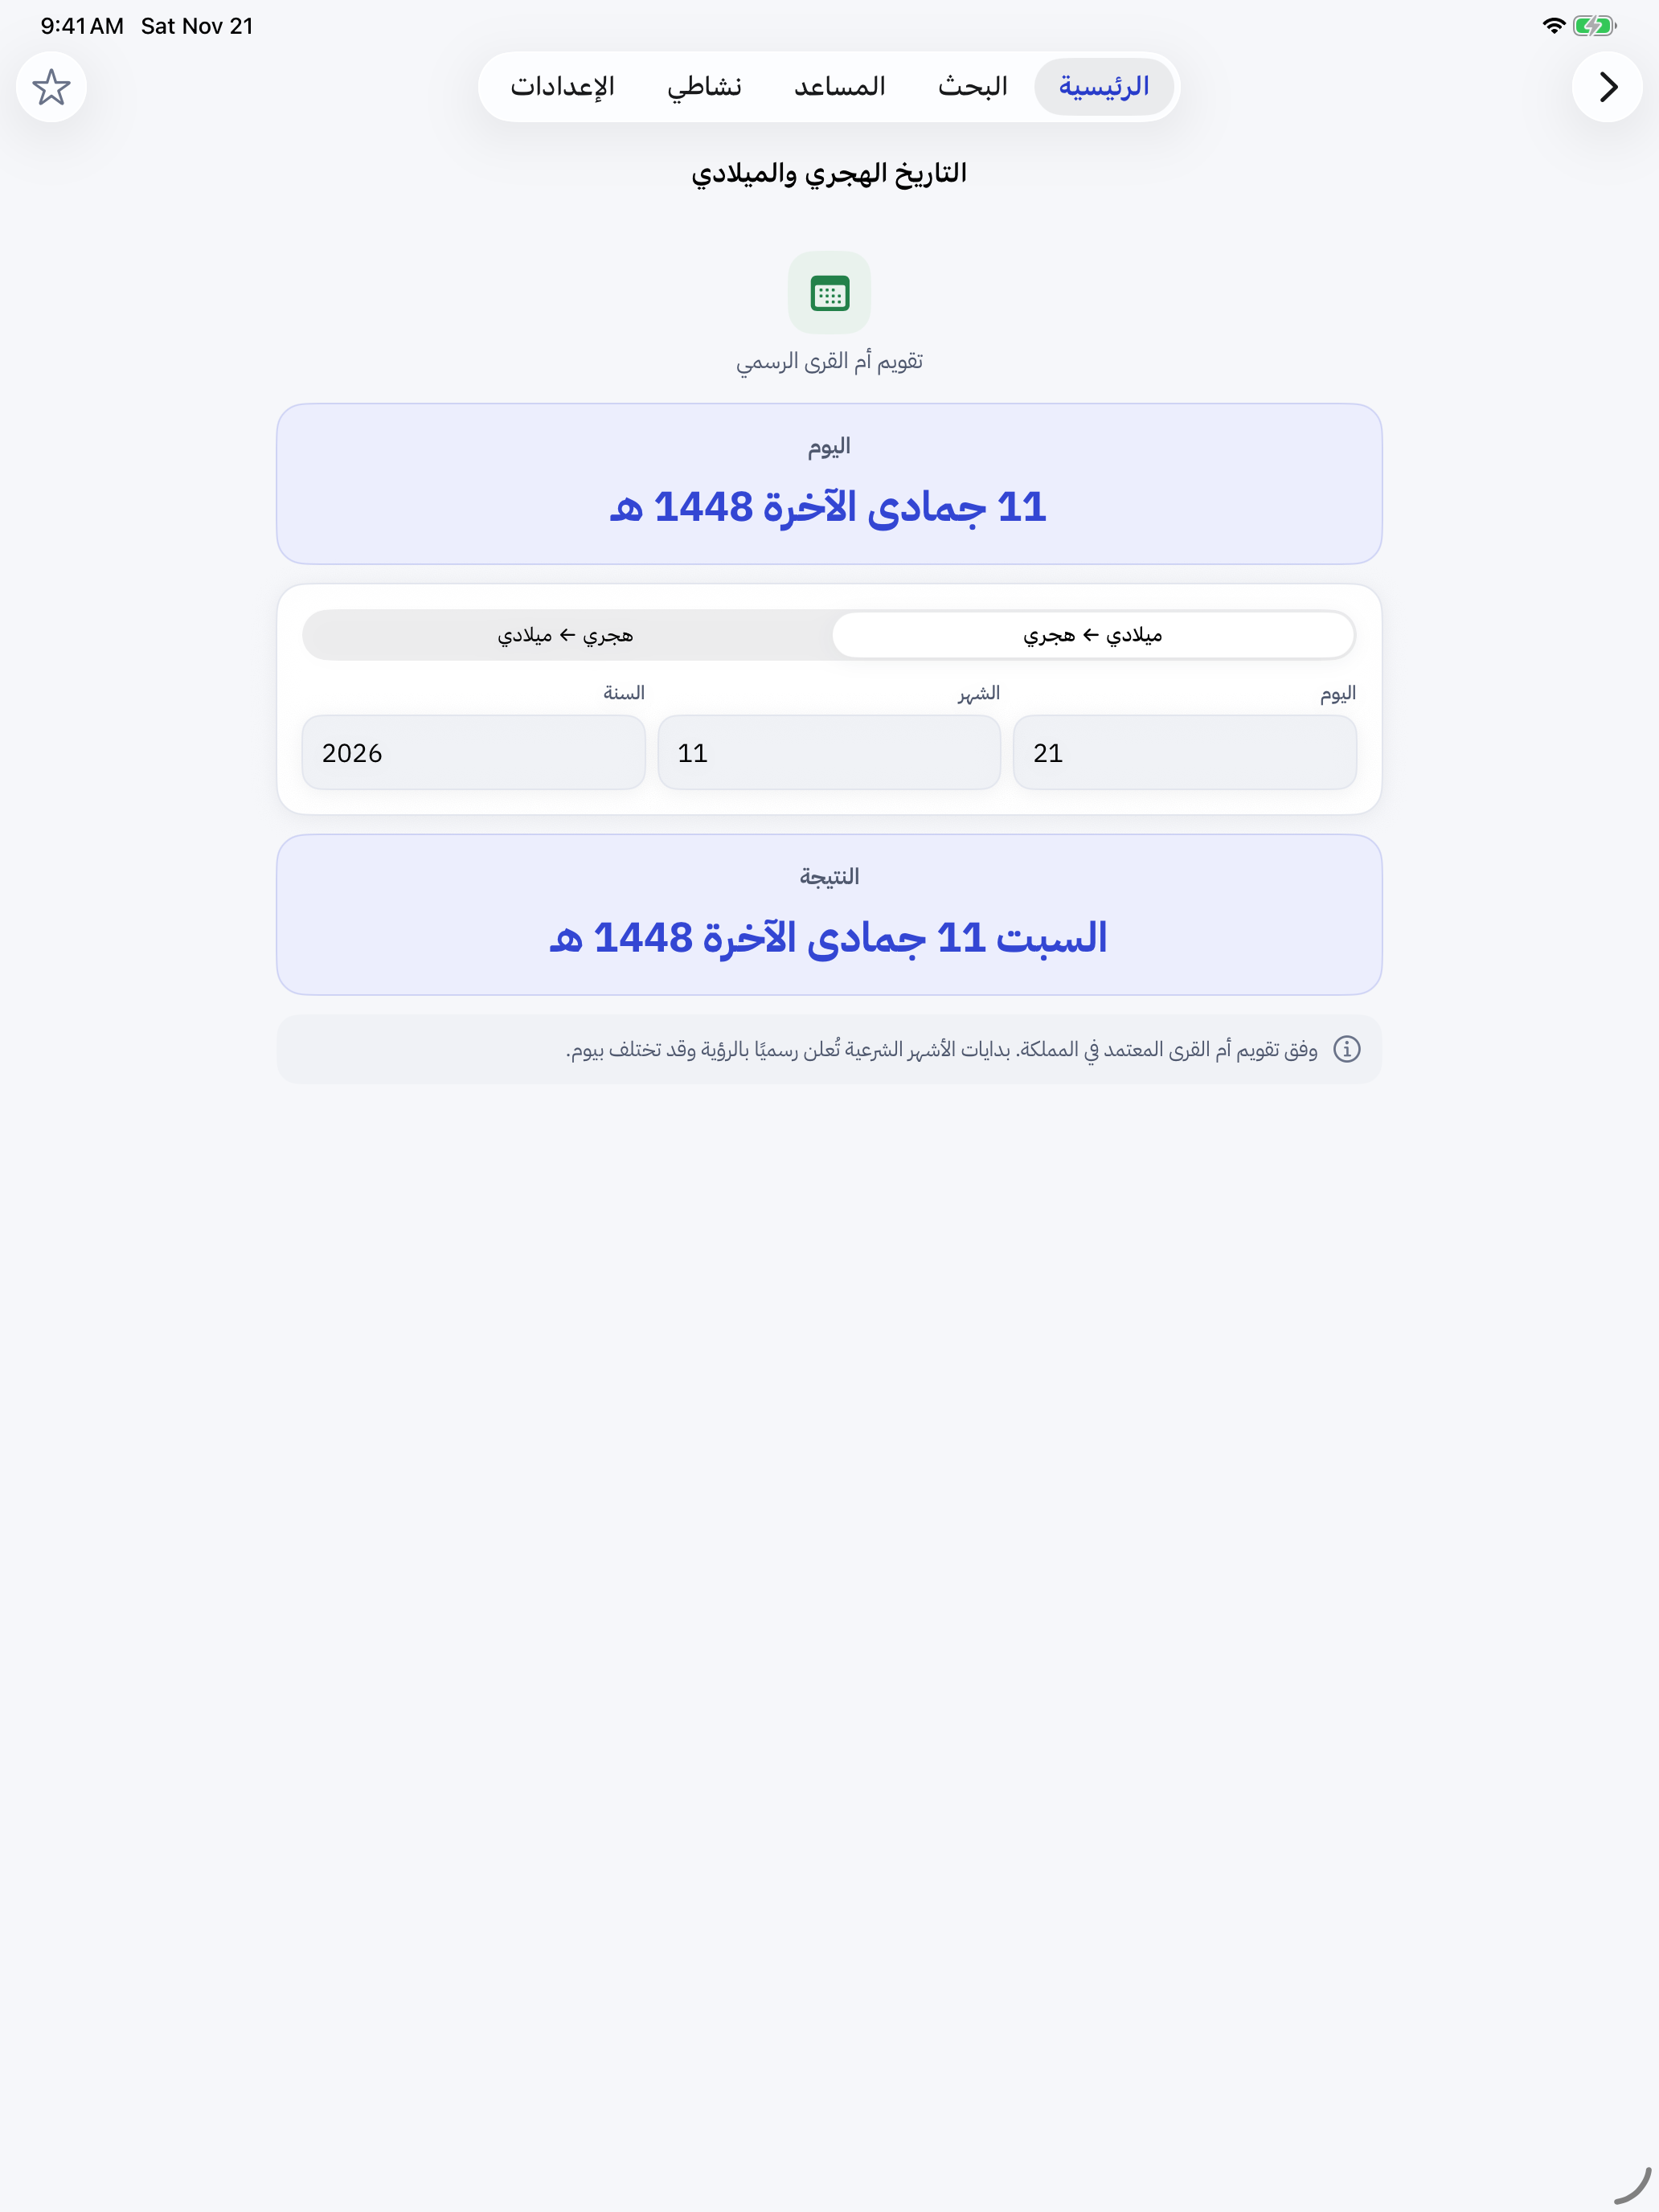 9:41 AM Sat Nov 21
الرئيسية البحث المساعد نشاطي الإعدادات
التاريخ الهجري والميلادي
تقويم أم القرى الرسمي
اليوم
11 جمادى الآخرة 1448 هـ
ميلادي ← هجري هجري ← ميلادي
اليوم الشهر السنة
21 11 2026
النتيجة
السبت 11 جمادى الآخرة 1448 هـ
وفق تقويم أم القرى المعتمد في المملكة. بدايات الأشهر الشرعية تُعلن رسميًا بالرؤية وقد تختلف بيوم.